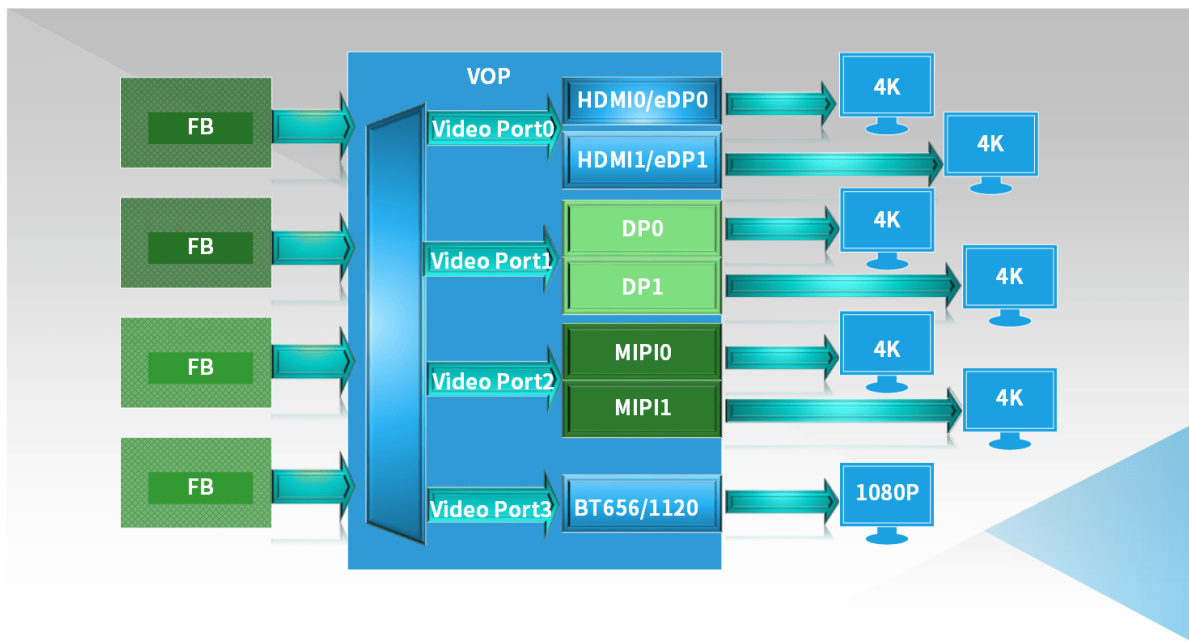 VOP
FB
Video Port0
HDMI0/eDP0
4K
HDMI1/eDP1
4K
FB
Video Port1
DP0
4K
DP1
4K
FB
Video Port2
MIPI0
4K
MIPI1
4K
FB
Video Port3
BT656/1120
1080P